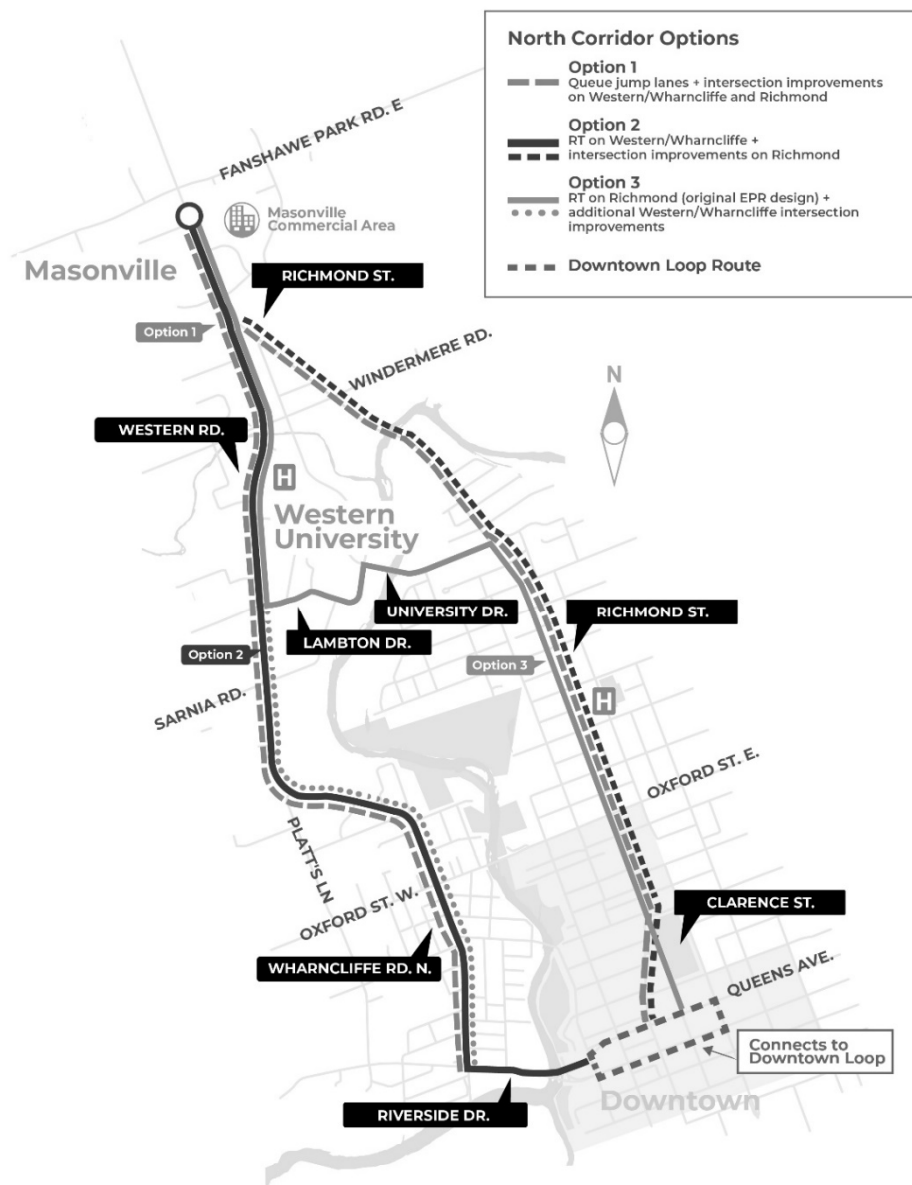 North Corridor Options
Option 1
Queue jump lanes + intersection improvements
on Western/Wharncliffe and Richmond
Option 2
RT on Western/Wharncliffe +
intersection improvements on Richmond
Option 3
RT on Richmond (original EPR design) +
additional Western/Wharncliffe intersection
improvements
Downtown Loop Route
FANSHAWE PARK RD. E
Masonville
Commercial Area
Masonville
RICHMOND ST.
Option 1
WINDERMERE RD.
N
WESTERN RD.
H
Western
University
UNIVERSITY DR.
RICHMOND ST.
LAMBTON DR.
Option 2
Option 3
SARNIA RD.
H
OXFORD ST. E.
PLATT'S LN
OXFORD ST. W.
CLARENCE ST.
WHARNCLIFFE RD. N.
QUEENS AVE.
Connects to
Downtown Loop
Downtown
RIVERSIDE DR.